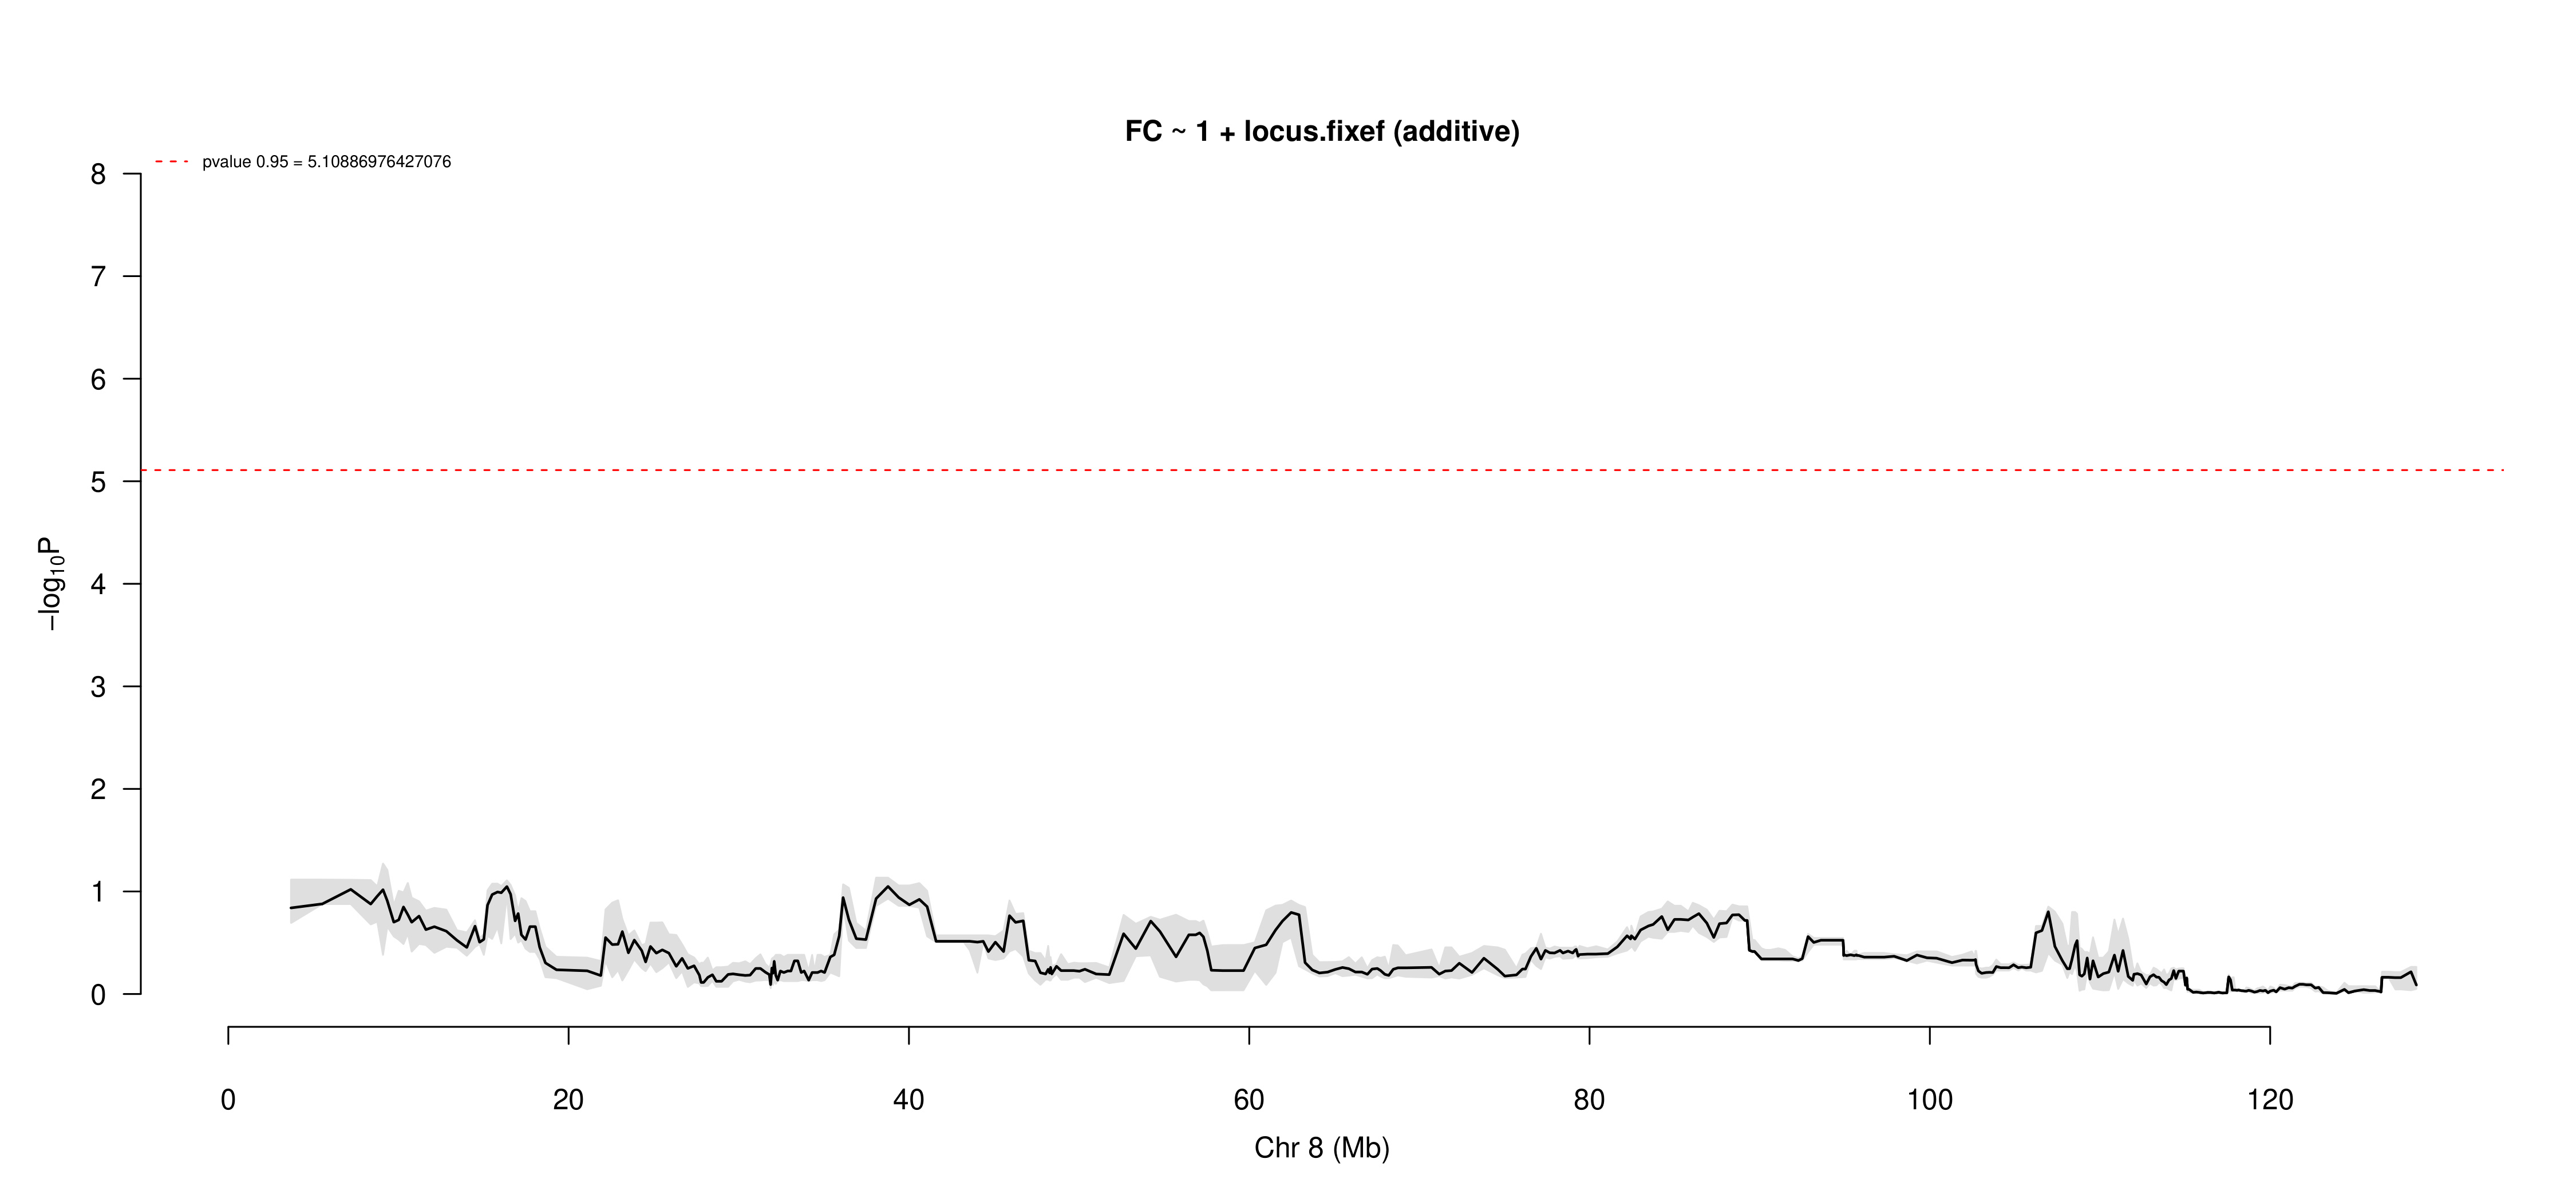 FC ~ 1 + locus.fixef (additive)
pvalue 0.95 = 5.10886976427076
8
7
6
5
4
3
2
1
0
−log10P
0 20 40 60 80 100 120
Chr 8 (Mb)